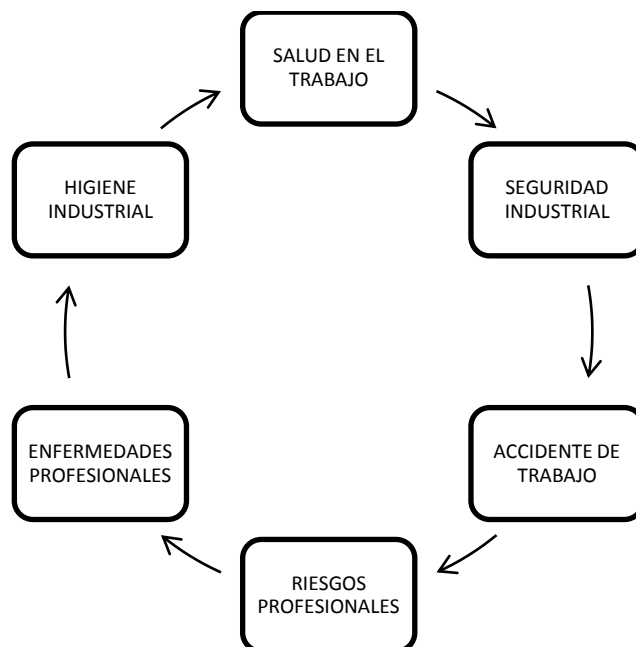 SALUD EN EL
TRABAJO
SEGURIDAD
INDUSTRIAL
ACCIDENTE DE
TRABAJO
RIESGOS
PROFESIONALES
ENFERMEDADES
PROFESIONALES
HIGIENE
INDUSTRIAL